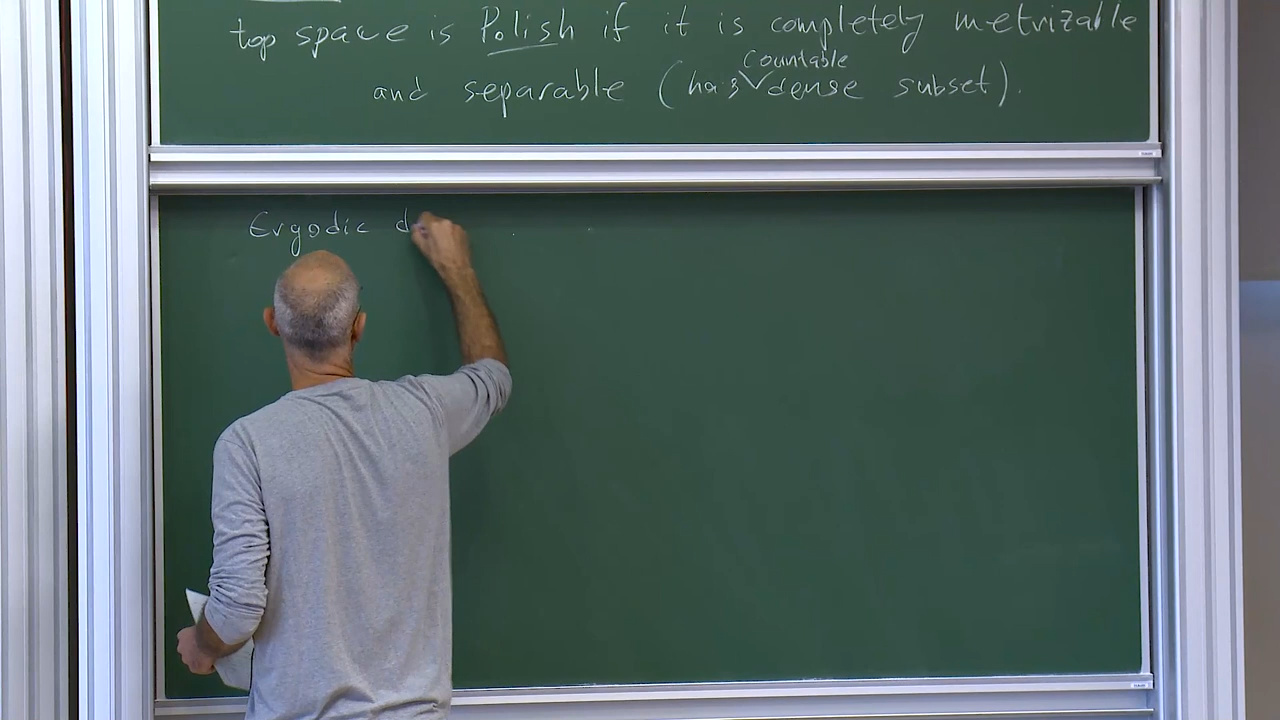 top space is Polish if it is completely metrizable
Countable
and separable (has dense subset).
Ergodic d